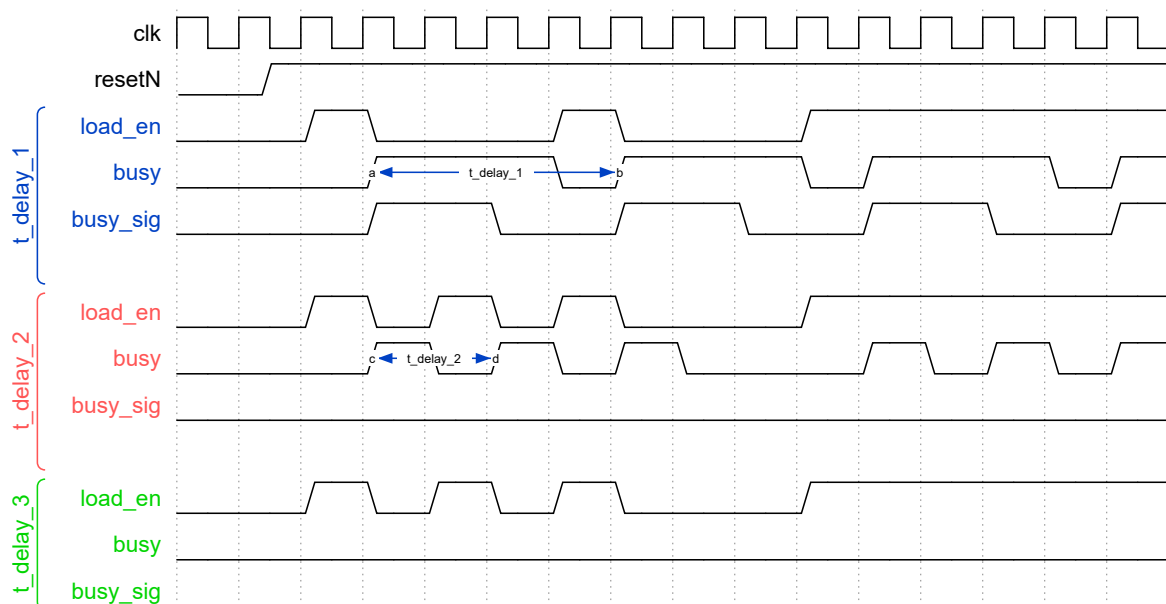 clk
resetN
t_delay_1
load_en
busy
a t_delay_1 b
busy_sig
t_delay_2
load_en
busy
c t_delay_2 d
busy_sig
t_delay_3
load_en
busy
busy_sig